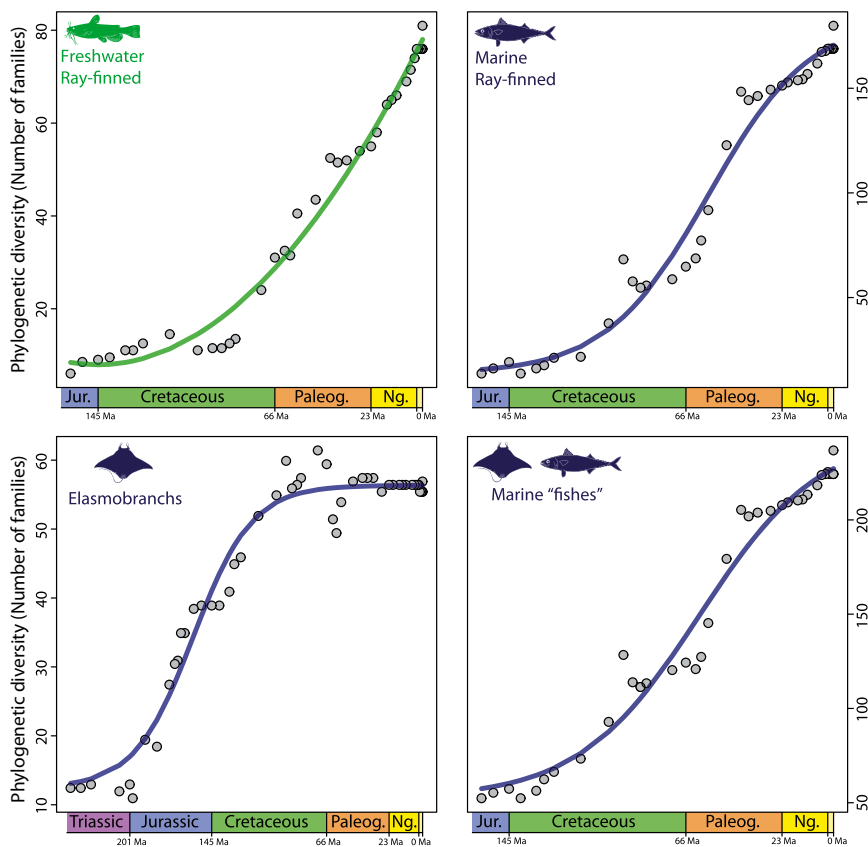 Phylogenetic diversity (Number of families)
80
60
40
20
Freshwater
Ray-finned
Jur.
Cretaceous
Paleog.
Ng.
145 Ma
66 Ma
23 Ma
0 Ma
Marine
Ray-finned
150
100
50
Jur.
Cretaceous
Paleog.
Ng.
145 Ma
66 Ma
23 Ma
0 Ma
Phylogenetic diversity (Number of families)
60
50
40
30
20
10
Elasmobranchs
Triassic
Jurassic
Cretaceous
Paleog.
Ng.
201 Ma
145 Ma
66 Ma
23 Ma
0 Ma
Marine “fishes”
200
150
100
50
Jur.
Cretaceous
Paleog.
Ng.
145 Ma
66 Ma
23 Ma
0 Ma